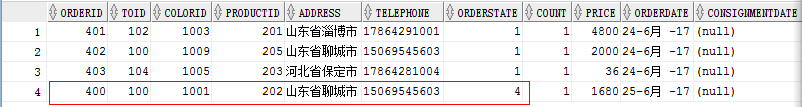 ORDERID TOID COLORID PRODUCTID ADDRESS TELEPHONE ORDERSTATE COUNT PRICE ORDERDATE CONSIGNMENTDATE
1 401 101 1003 201 山东省淄博市 17864291001 1 1 4800 24-6月 -17 (null)
2 402 100 1009 205 山东省聊城市 15069545603 1 1 2000 24-6月 -17 (null)
3 403 104 1005 203 河北省保定市 17864281004 1 1 36 24-6月 -17 (null)
4 400 100 1001 202 山东省聊城市 15069545603 4 1 1680 25-6月 -17 (null)